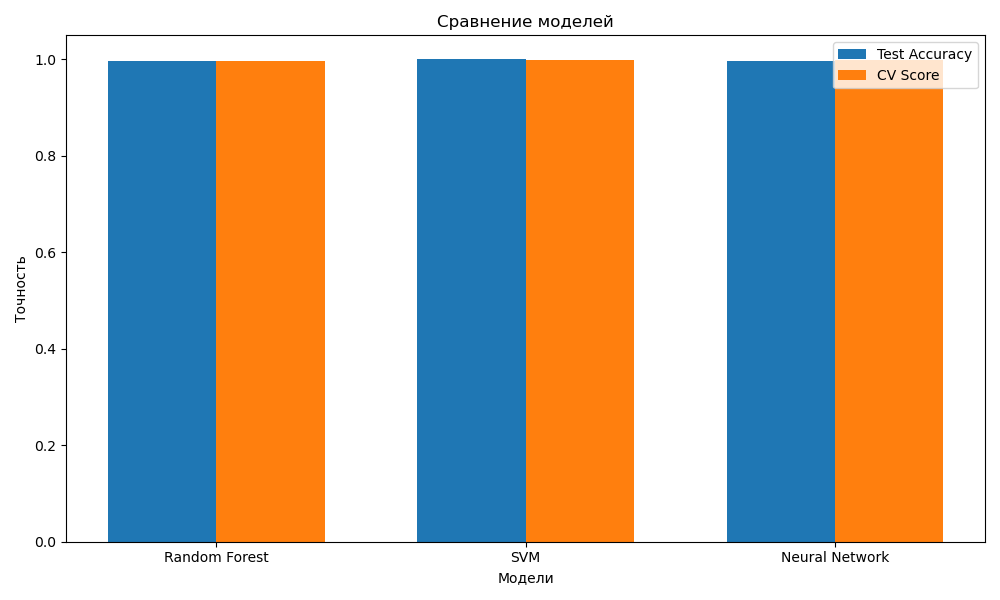 Сравнение моделей
Test Accuracy
CV Score
1.0
0.8
0.6
0.4
0.2
0.0
Точность
Random Forest
SVM
Neural Network
Модели